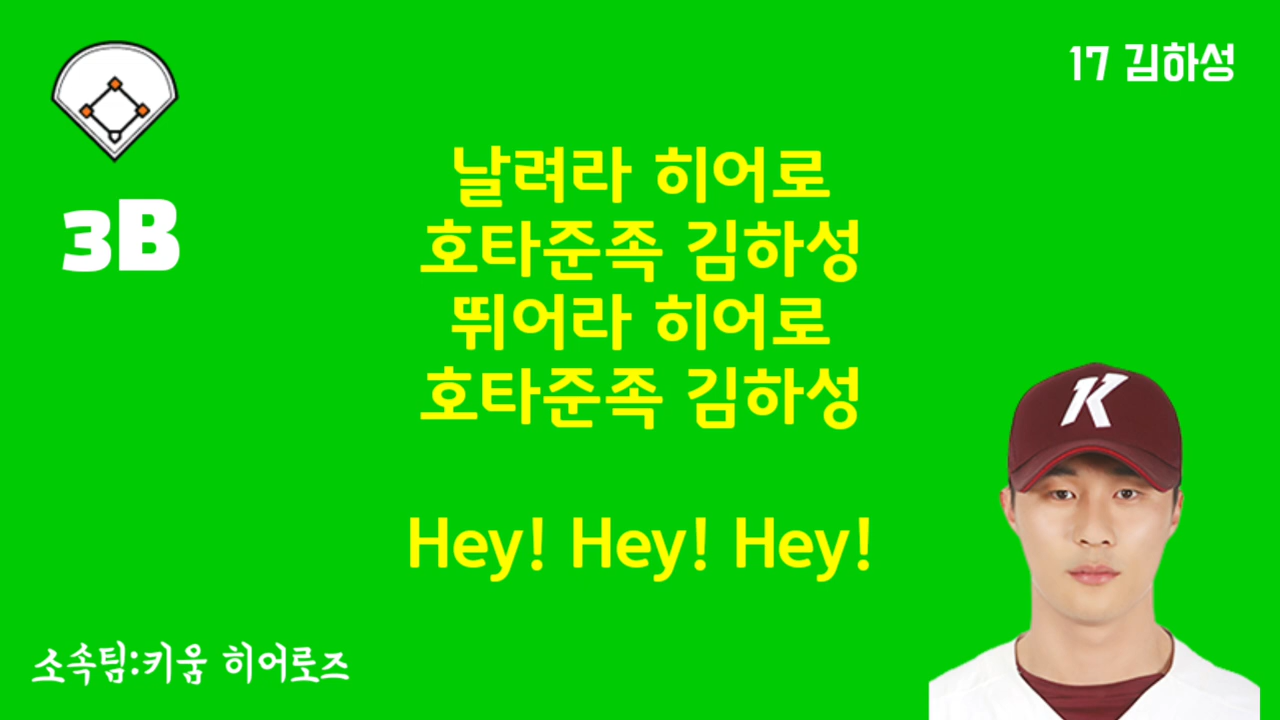 17 김하성
3B
날려라 히어로
호타준족 김하성
뛰어라 히어로
호타준족 김하성
Hey! Hey! Hey!
K
소속팀:키움 히어로즈